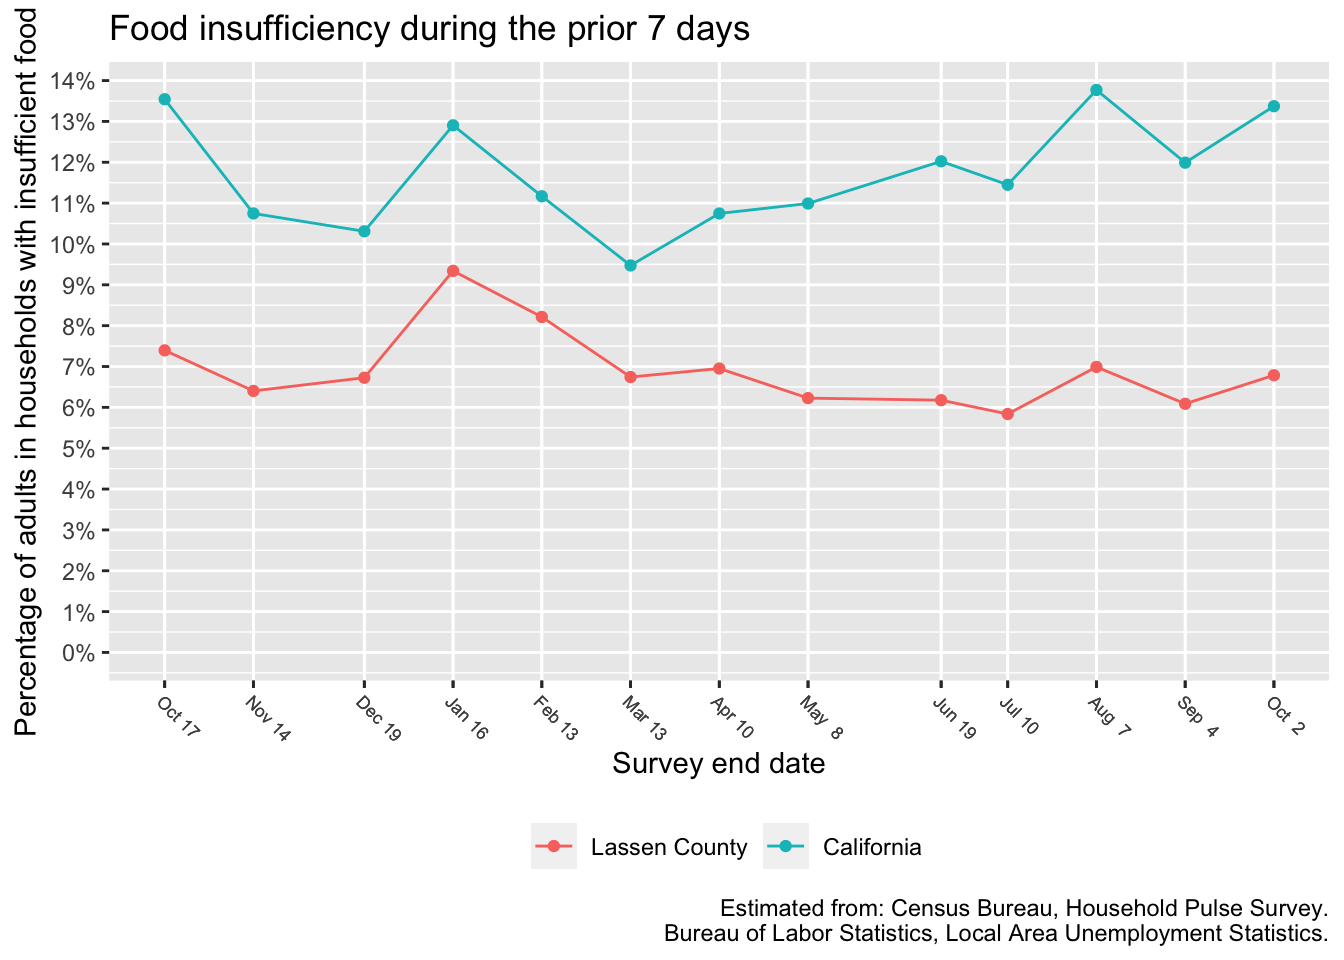 Food insufficiency during the prior 7 days
Percentage of adults in households with insufficient food
14%
13%
12%
11%
10%
9%
8%
7%
6%
5%
4%
3%
2%
1%
0%
Oct 17
Nov 14
Dec 19
Jan 16
Feb 13
Mar 13
Apr 10
May 8
Jun 19
Jul 10
Aug 7
Sep 4
Oct 2
Survey end date
Lassen County
California
Estimated from: Census Bureau, Household Pulse Survey.
Bureau of Labor Statistics, Local Area Unemployment Statistics.